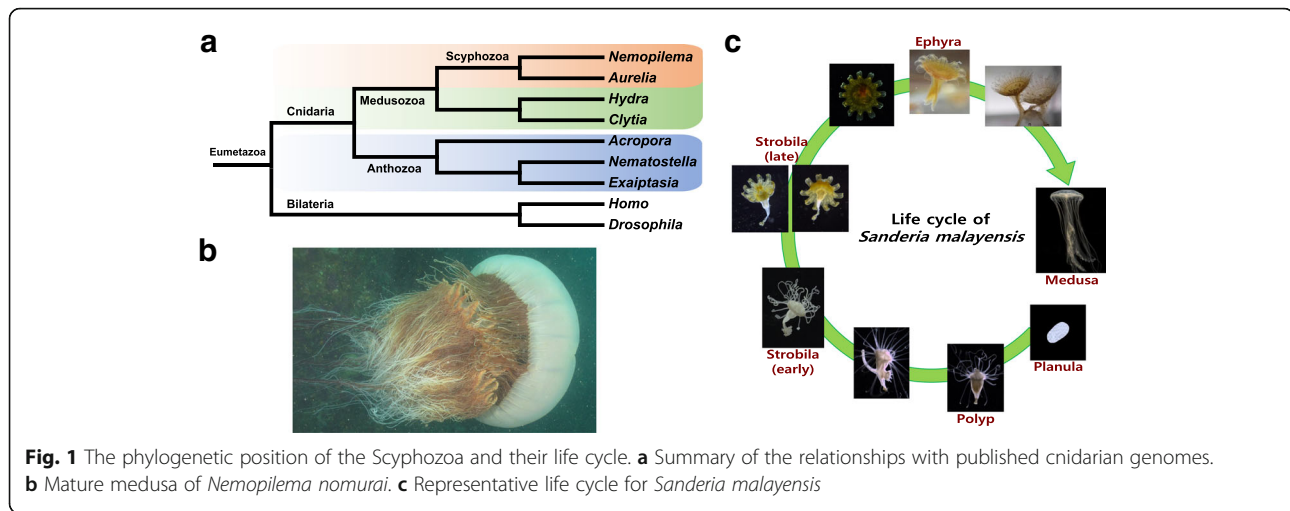 a
Scyphozoa
Nemopilema
Aurelia
Medusozoa
Hydra
Cnidaria
Clytia
Acropora
Eumetazoa
Nematostella
Anthozoa
Exaiptasia
Bilateria
Homo
Drosophila
b
c
Ephyra
Strobila
(late)
Life cycle of
Sanderia malayensis
Medusa
Strobila
(early)
Planula
Polyp
Fig. 1 The phylogenetic position of the Scyphozoa and their life cycle. a Summary of the relationships with published cnidarian genomes.
b Mature medusa of Nemopilema nomurai. c Representative life cycle for Sanderia malayensis